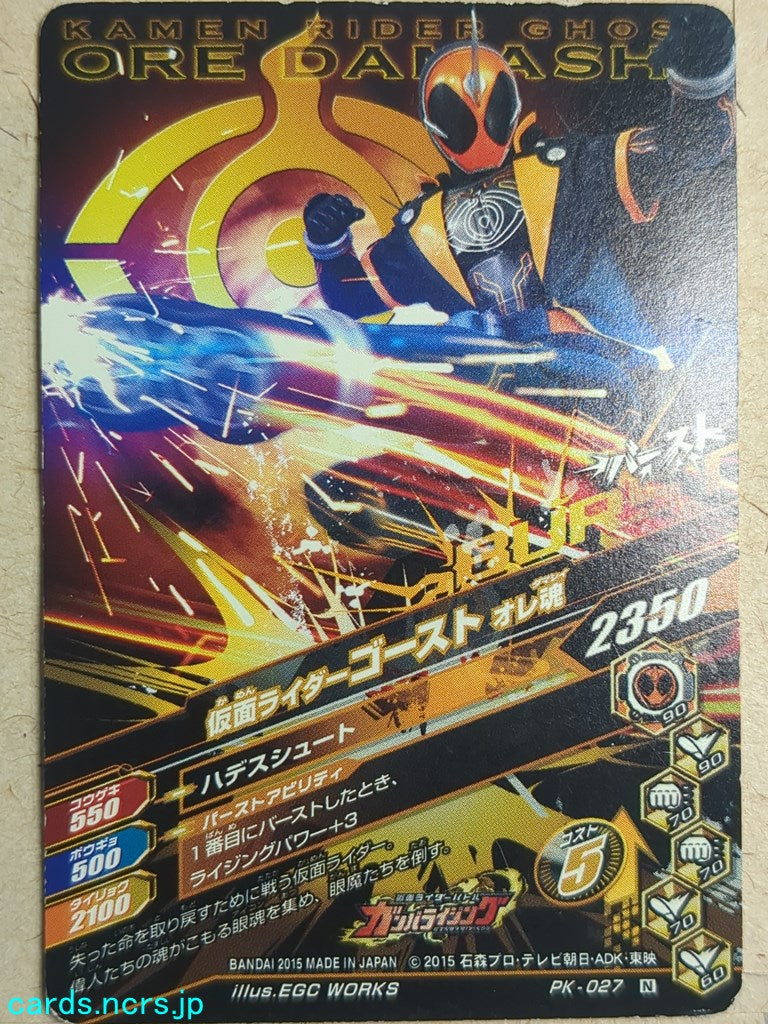 KAMEN RIDER GHOS
ORE DAMASH
バースト
BUR
仮面ライダーゴースト オレ魂
かめん
2350
ハデスシュート
90
コウゲキ
550
バーストアビリティ
1番目にバーストしたとき、
ばんめ
ライジングパワー+3
90
70
ボウギョ
500
コスト
5
70
タイリョク
2100
失った命を取り戻すために戦う仮面ライダー。
偉人たちの魂がこもる眼魂を集め、眼魔たちを倒す。
ガンバライジング
70
60
BANDAI 2015 MADE IN JAPAN ©2015 石森プロ・テレビ朝日・ADK・東映
illus.EGC WORKS
PK-027 N
cards.ncrs.jp